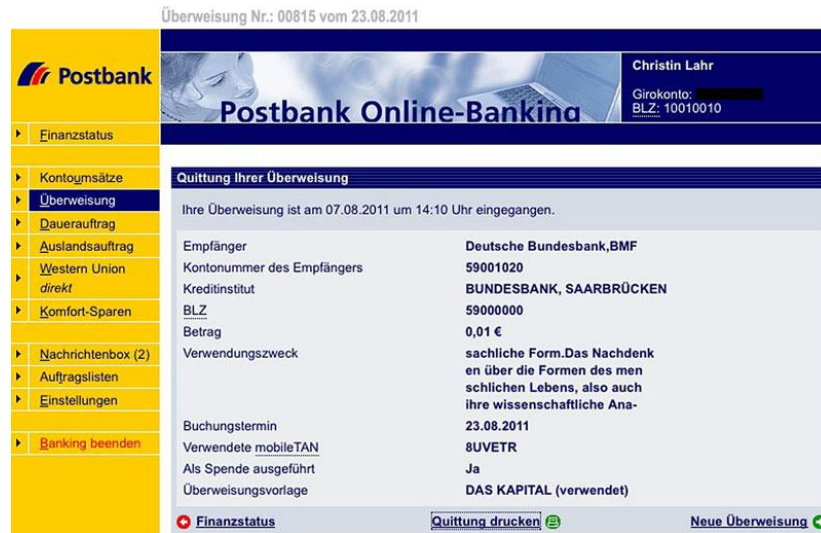 Überweisung Nr.: 00815 vom 23.08.2011
Postbank
Postbank Online-Banking
Christin Lahr
Girokonto:
BLZ: 10010010
Finanzstatus
Kontoumsätze
Überweisung
Dauerauftrag
Auslandsauftrag
Western Union
direkt
Komfort-Sparen
Nachrichtenbox (2)
Auftragslisten
Einstellungen
Banking beenden
Quittung Ihrer Überweisung
Ihre Überweisung ist am 07.08.2011 um 14:10 Uhr eingegangen.
Empfänger Deutsche Bundesbank,BMF
Kontonummer des Empfängers 59001020
Kreditinstitut BUNDESBANK, SAARBRÜCKEN
BLZ 59000000
Betrag 0,01 €
Verwendungszweck sachliche Form.Das Nachdenk
en über die Formen des men
schlichen Lebens, also auch
ihre wissenschaftliche Ana-
Buchungstermin 23.08.2011
Verwendete mobileTAN 8UVETR
Als Spende ausgeführt Ja
Überweisungsvorlage DAS KAPITAL (verwendet)
Finanzstatus Quittung drucken Neue Überweisung